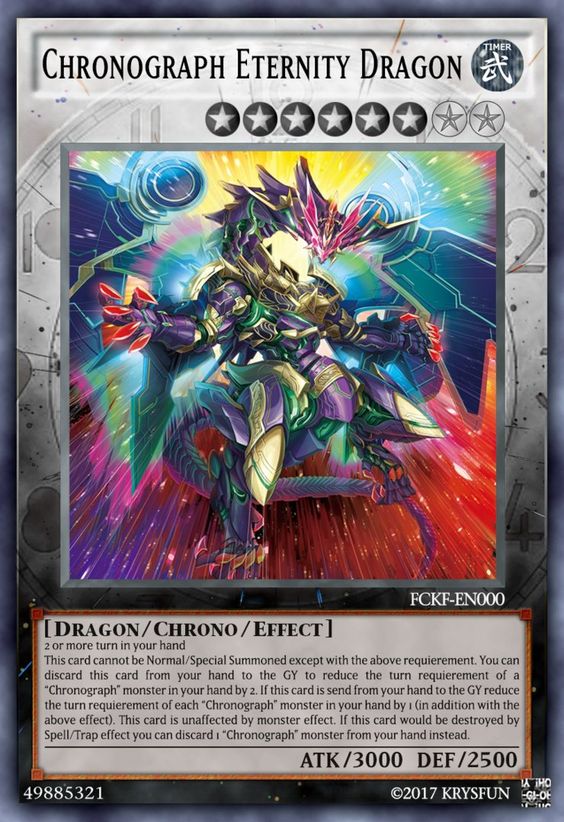 CHRONOGRAPH ETERNITY DRAGON
TIMER
武
FCKF-EN000
[DRAGON/CHRONO/EFFECT]
2 or more turn in your hand
This card cannot be Normal/Special Summoned except with the above requierement. You can
discard this card from your hand to the GY to reduce the turn requierement of a
"Chronograph" monster in your hand by 2. If this card is send from your hand to the GY reduce
the turn requierement of each "Chronograph" monster in your hand by 1 (in addition with the
above effect). This card is unaffected by monster effect. If this card would be destroyed by
Spell/Trap effect you can discard 1 "Chronograph" monster from your hand instead.
ATK/3000 DEF/2500
49885321
©2017 KRYSFUN